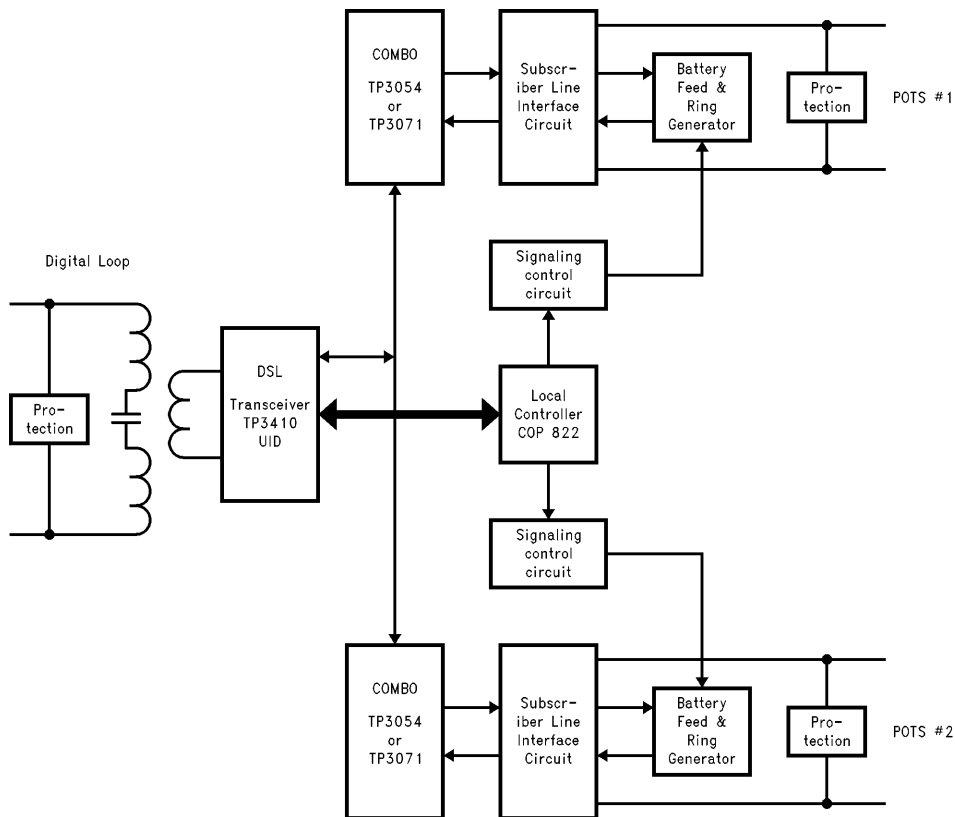 COMBO
TP3054
or
TP3071
Subscr-
iber Line
Interface
Circuit
Battery
Feed &
Ring
Generator
Pro-
tection
POTS #1
Signaling
control
circuit
Digital Loop
Pro-
tection
DSL
Transceiver
TP3410
UID
Local
Controller
COP 822
Signaling
control
circuit
COMBO
TP3054
or
TP3071
Subscr-
iber Line
Interface
Circuit
Battery
Feed &
Ring
Generator
Pro-
tection
POTS #2